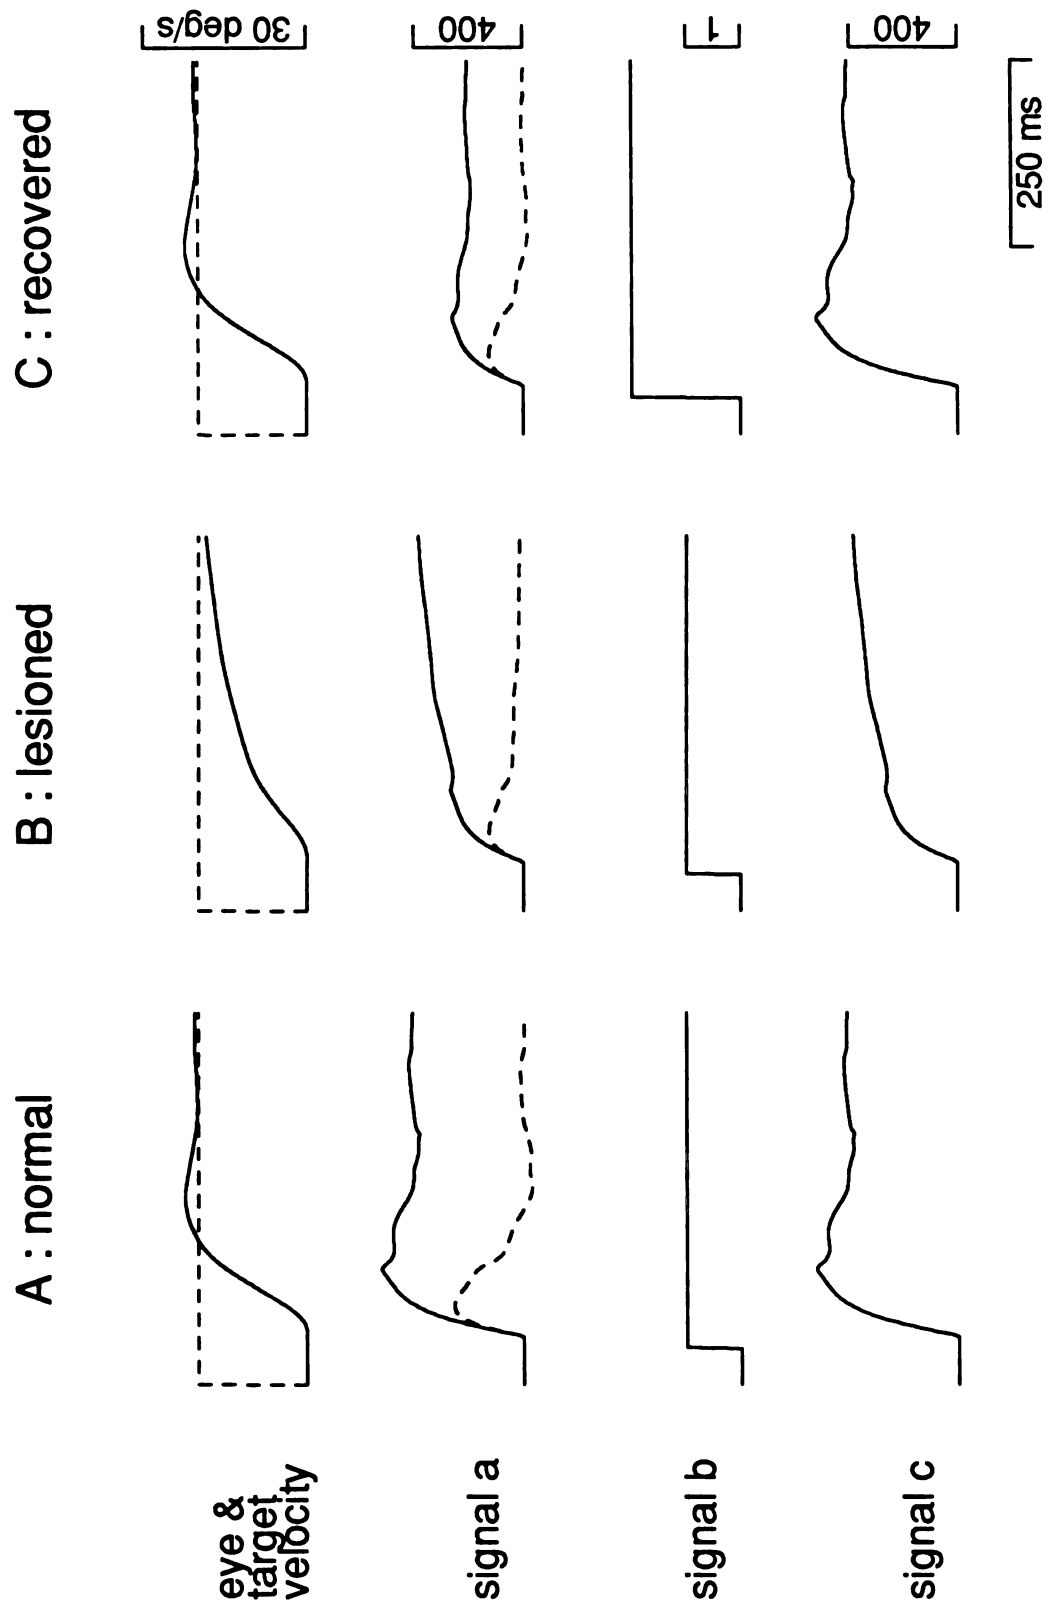 A : normal
B : lesioned
C : recovered
eye &
target
velocity
30 deg/s
signal a
400
signal b
1
signal c
400
250 ms